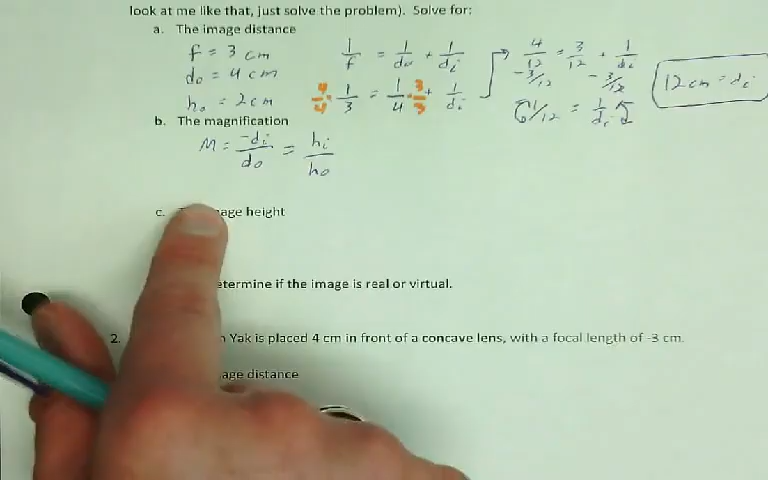 look at me like that, just solve the problem). Solve for:
a. The image distance
f = 3 cm
do = 4 cm
ho = 2 cm
1/f = 1/do + 1/di
4/4 · 1/3 = 1/4 · 3/3 + 1/di
4/12 = 3/12 + 1/di
-3/12 -3/12
1/12 = 1/di
12 cm = di
b. The magnification
M = -di/do = hi/ho
c. age height
etermine if the image is real or virtual.
2. Yak is placed 4 cm in front of a concave lens, with a focal length of -3 cm.
age distance